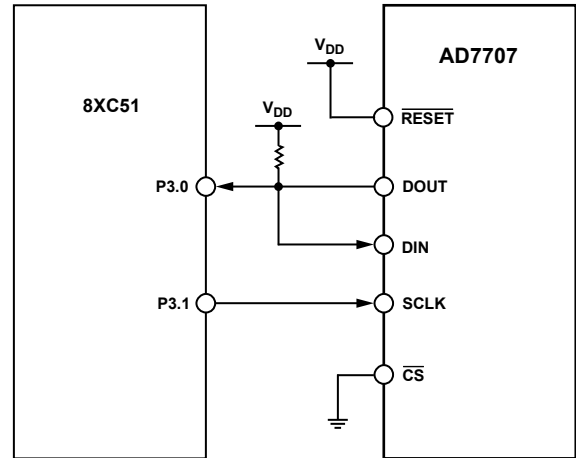 V_DD
AD7707
8XC51
V_DD
RESET
P3.0
DOUT
DIN
P3.1
SCLK
CS